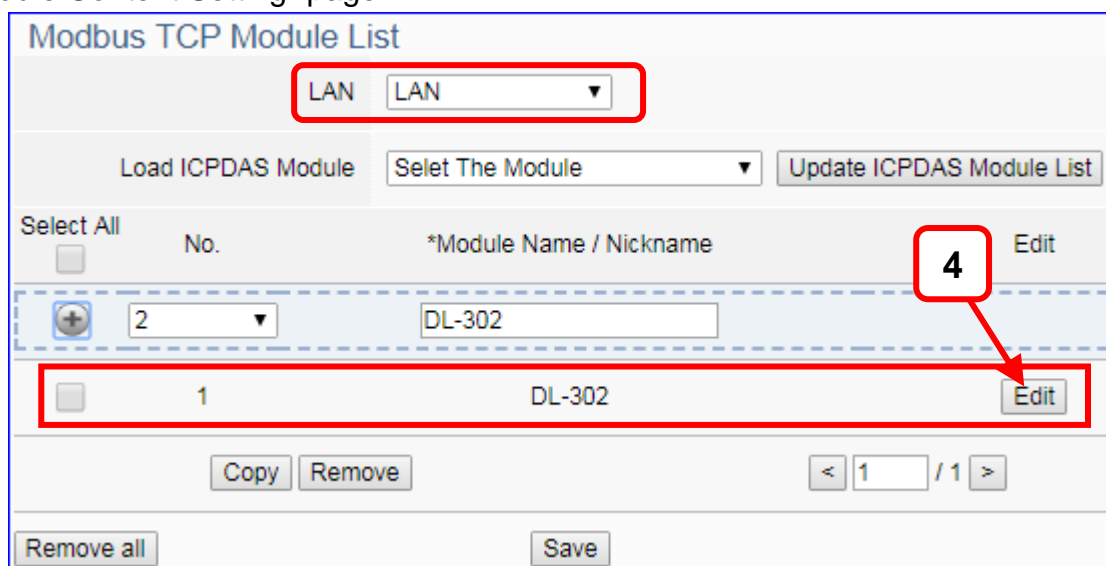 Modbus TCP Module List
LAN LAN
Load ICPDAS Module Selet The Module Update ICPDAS Module List
Select All No. *Module Name / Nickname Edit
4
2 DL-302
1 DL-302 Edit
Copy Remove < 1 / 1 >
Remove all Save